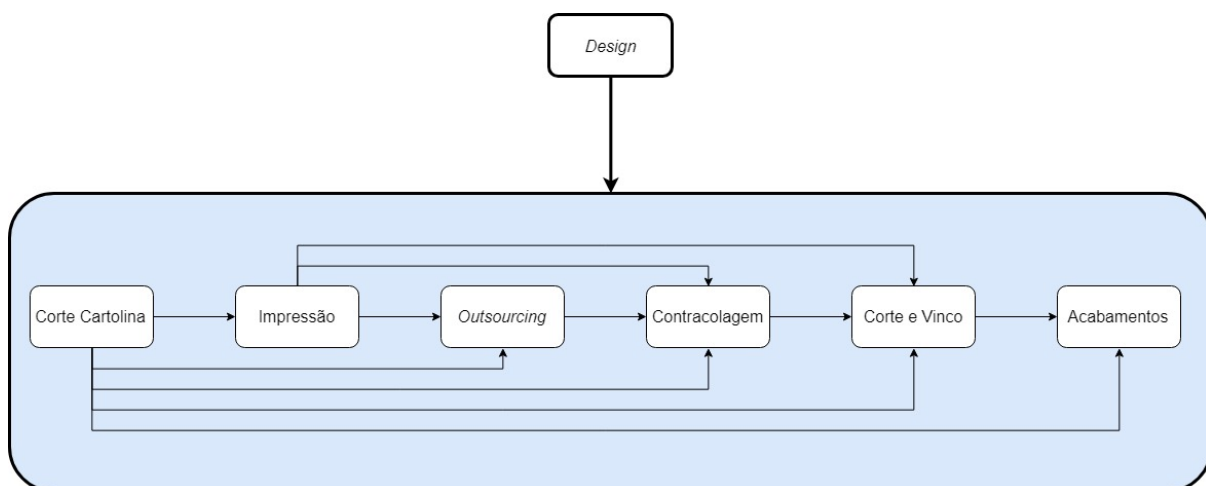 Design
Corte Cartolina
Impressão
Outsourcing
Contracolagem
Corte e Vinco
Acabamentos